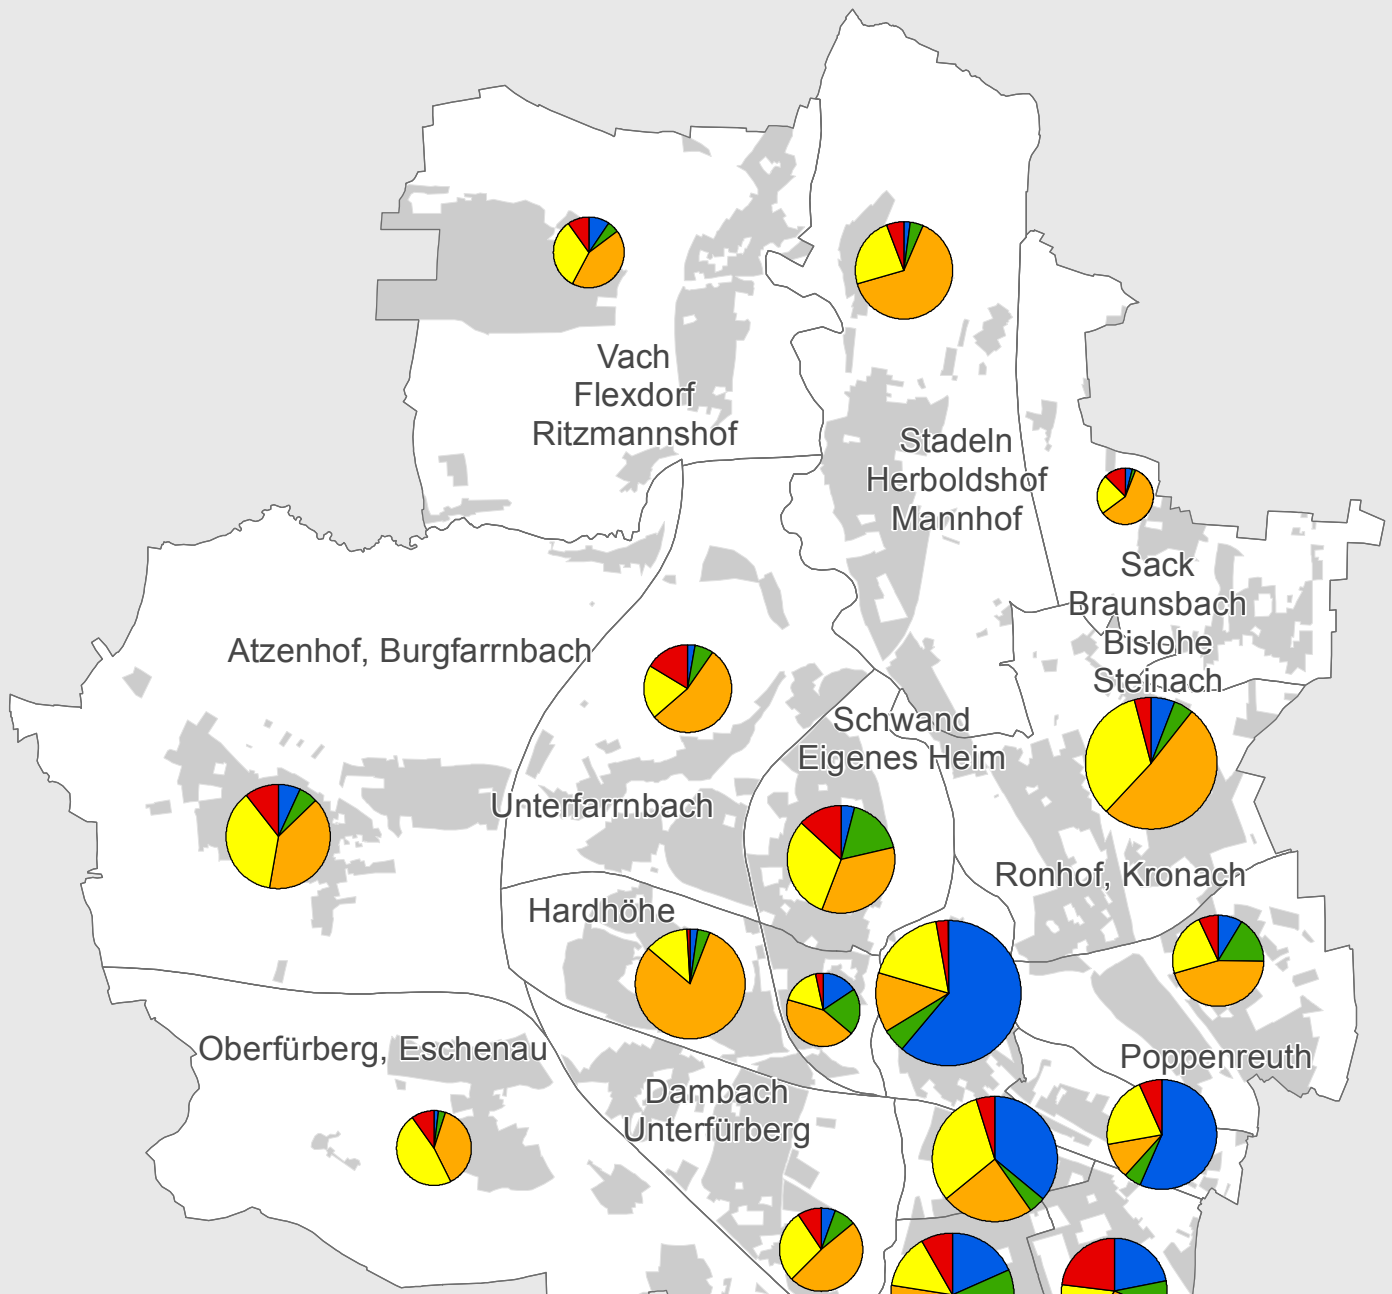 Vach
Flexdorf
Ritzmannshof
Stadeln
Herboldshof
Mannhof
Sack
Braunsbach
Bislohe
Steinach
Atzenhof, Burgfarrnbach
Schwand
Eigenes Heim
Unterfarrnbach
Ronhof, Kronach
Hardhöhe
Oberfürberg, Eschenau
Poppenreuth
Dambach
Unterfürberg